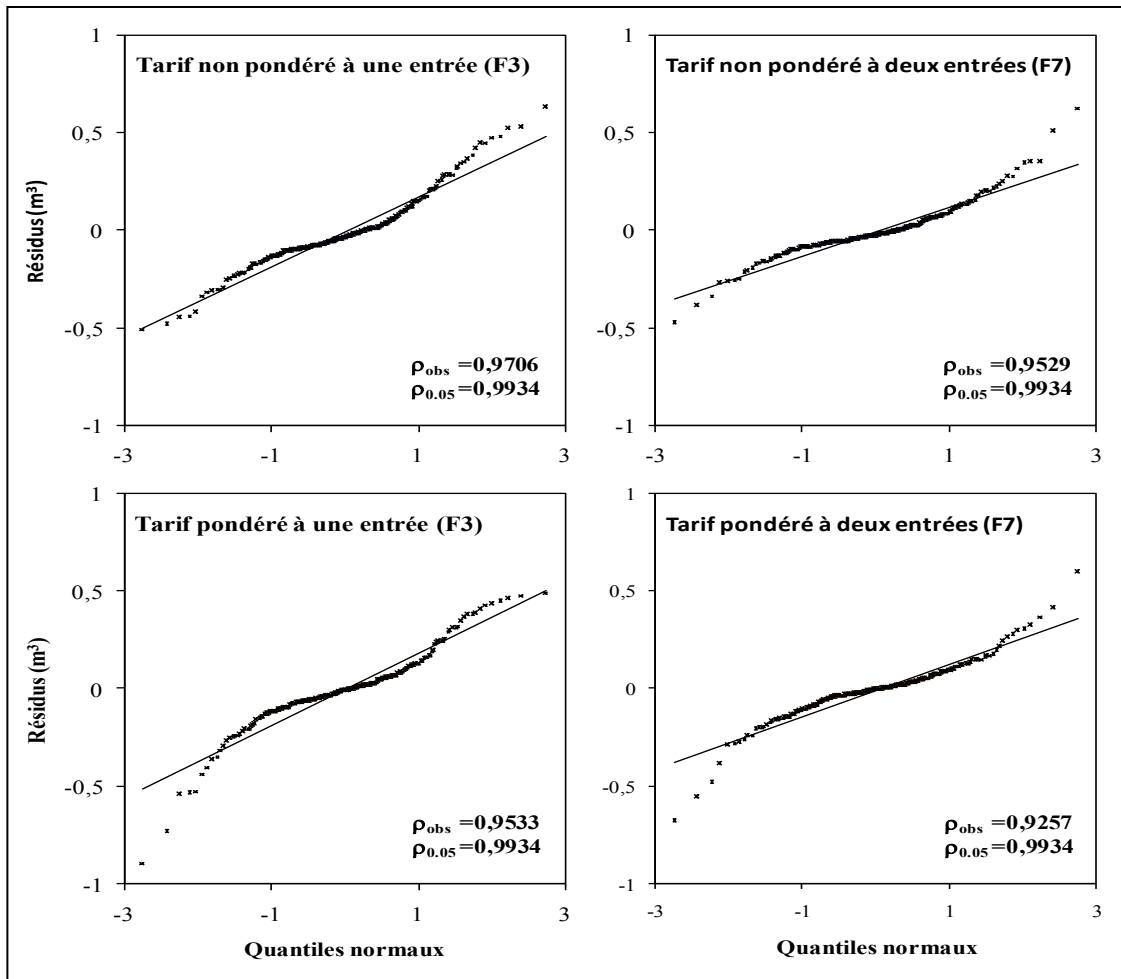 Tarif non pondéré à une entrée (F3)
Résidus (m³)
1
0,5
0
-0,5
-1
-3
-1
1
3
ρobs =0,9706
ρ0.05=0,9934
Tarif non pondéré à deux entrées (F7)
1
0,5
0
-0,5
-1
-3
-1
1
3
ρobs =0,9529
ρ0.05=0,9934
Tarif pondéré à une entrée (F3)
Résidus (m³)
1
0,5
0
-0,5
-1
-3
-1
1
3
ρobs =0,9533
ρ0.05=0,9934
Quantiles normaux
Tarif pondéré à deux entrées (F7)
1
0,5
0
-0,5
-1
-3
-1
1
3
ρobs =0,9257
ρ0.05=0,9934
Quantiles normaux